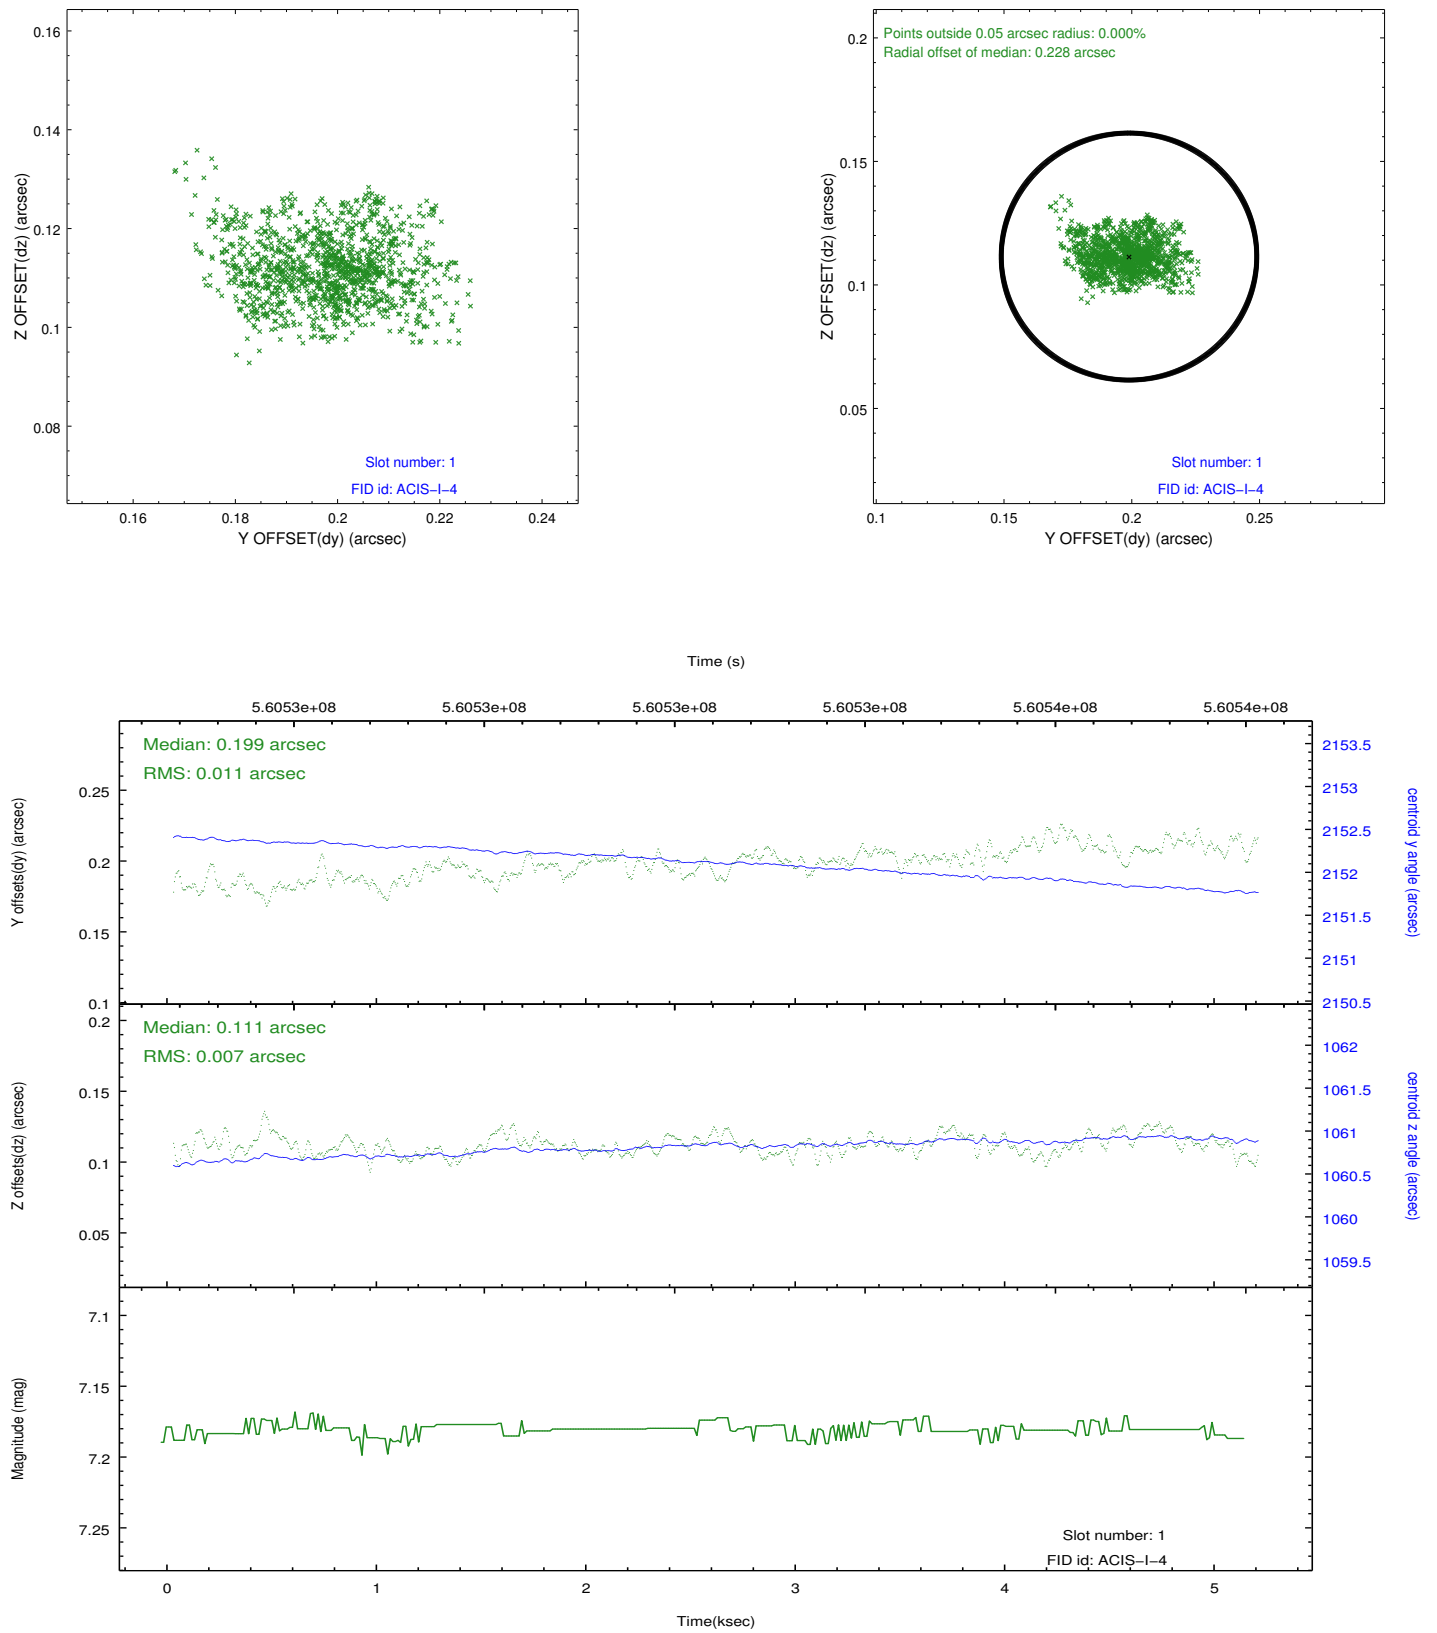 0.16
0.14
0.12
0.1
0.08
Z OFFSET(dz) (arcsec)
Slot number: 1
FID id: ACIS-I-4
0.16 0.18 0.2 0.22 0.24
Y OFFSET(dy) (arcsec)
Points outside 0.05 arcsec radius: 0.000%
Radial offset of median: 0.228 arcsec
0.2
0.15
0.1
0.05
Z OFFSET(dz) (arcsec)
Slot number: 1
FID id: ACIS-I-4
0.1 0.15 0.2 0.25
Y OFFSET(dy) (arcsec)
Time (s)
5.6053e+08 5.6053e+08 5.6053e+08 5.6053e+08 5.6054e+08 5.6054e+08
Median: 0.199 arcsec
RMS: 0.011 arcsec
0.25
0.2
0.15
0.1
Y offsets(dy) (arcsec)
2153.5
2153
2152.5
2152
2151.5
2151
2150.5
centroid y angle (arcsec)
Median: 0.111 arcsec
RMS: 0.007 arcsec
0.2
0.15
0.1
0.05
Z offsets(dz) (arcsec)
1062
1061.5
1061
1060.5
1060
1059.5
centroid z angle (arcsec)
7.1
7.15
7.2
7.25
Magnitude (mag)
Slot number: 1
FID id: ACIS-I-4
0 1 2 3 4 5
Time(ksec)